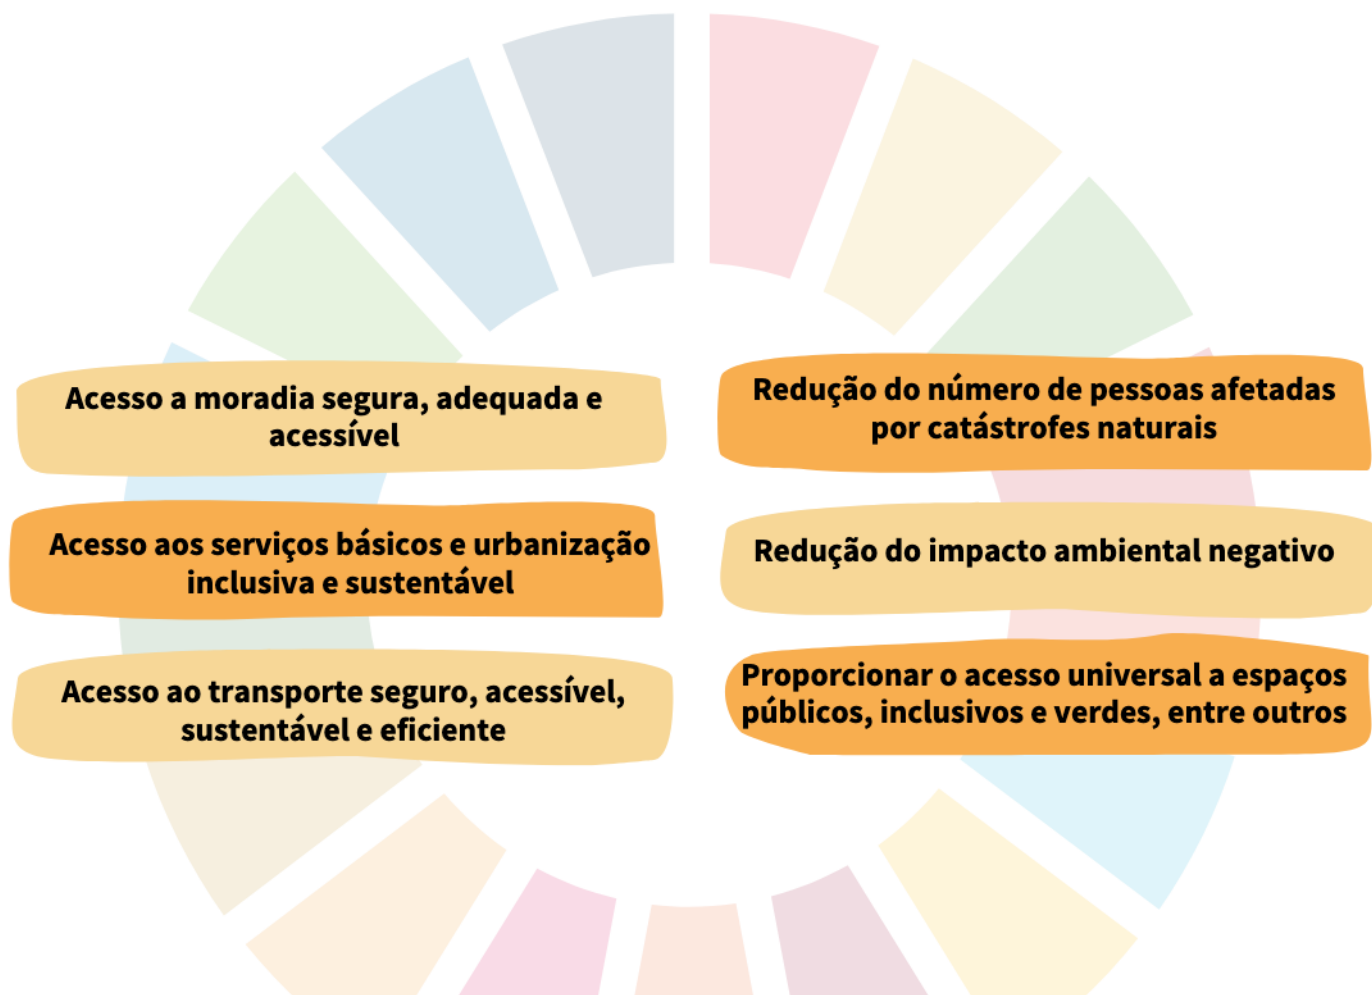 Acesso a moradia segura, adequada e
acessível
Acesso aos serviços básicos e urbanização
inclusiva e sustentável
Acesso ao transporte seguro, acessível,
sustentável e eficiente
Redução do número de pessoas afetadas
por catástrofes naturais
Redução do impacto ambiental negativo
Proporcionar o acesso universal a espaços
públicos, inclusivos e verdes, entre outros